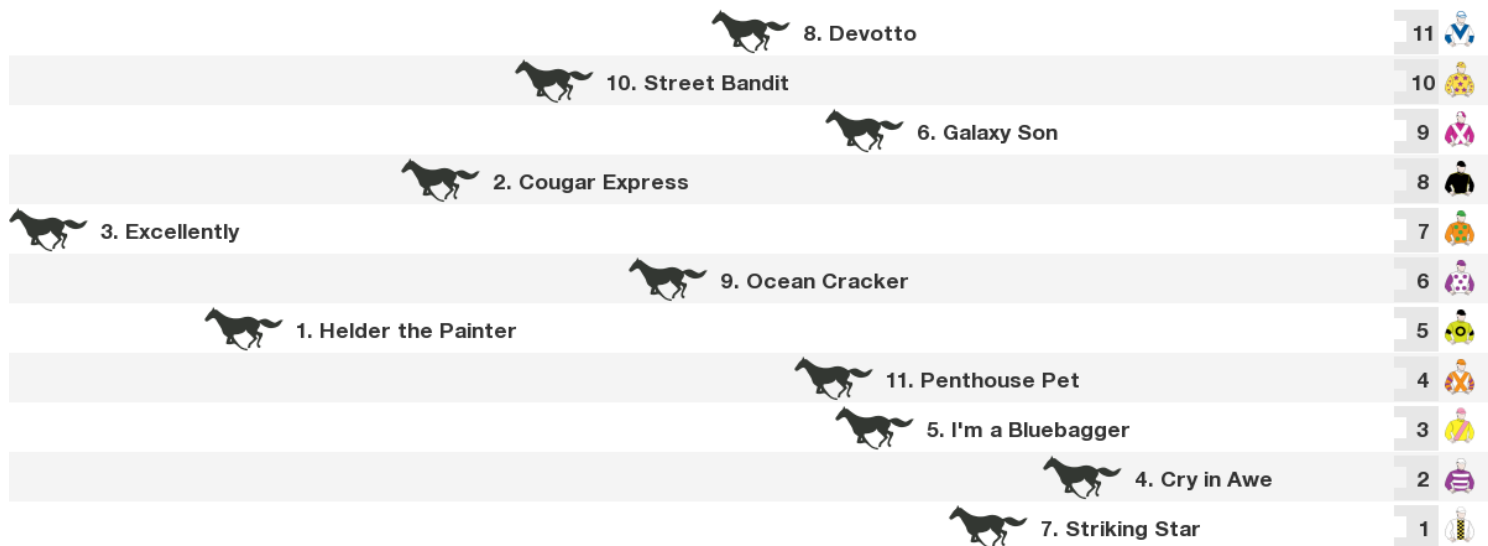 8. Devotto 11
10. Street Bandit 10
6. Galaxy Son 9
2. Cougar Express 8
3. Excellently 7
9. Ocean Cracker 6
1. Helder the Painter 5
11. Penthouse Pet 4
5. I'm a Bluebagger 3
4. Cry in Awe 2
7. Striking Star 1